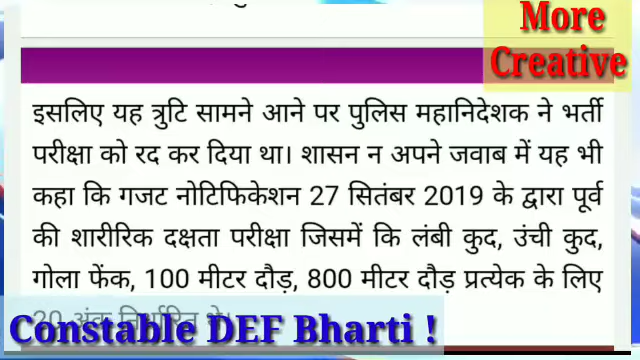 More
Creative
इसलिए यह त्रुटि सामने आने पर पुलिस महानिदेशक ने भर्ती
परीक्षा को रद कर दिया था। शासन न अपने जवाब में यह भी
कहा कि गजट नोटिफिकेशन 27 सितंबर 2019 के द्वारा पूर्व
की शारीरिक दक्षता परीक्षा जिसमें कि लंबी कुद, उंची कुद,
गोला फेंक, 100 मीटर दौड़, 800 मीटर दौड़ प्रत्येक के लिए
20 अंक निर्धारित थे।
Constable DEF Bharti !